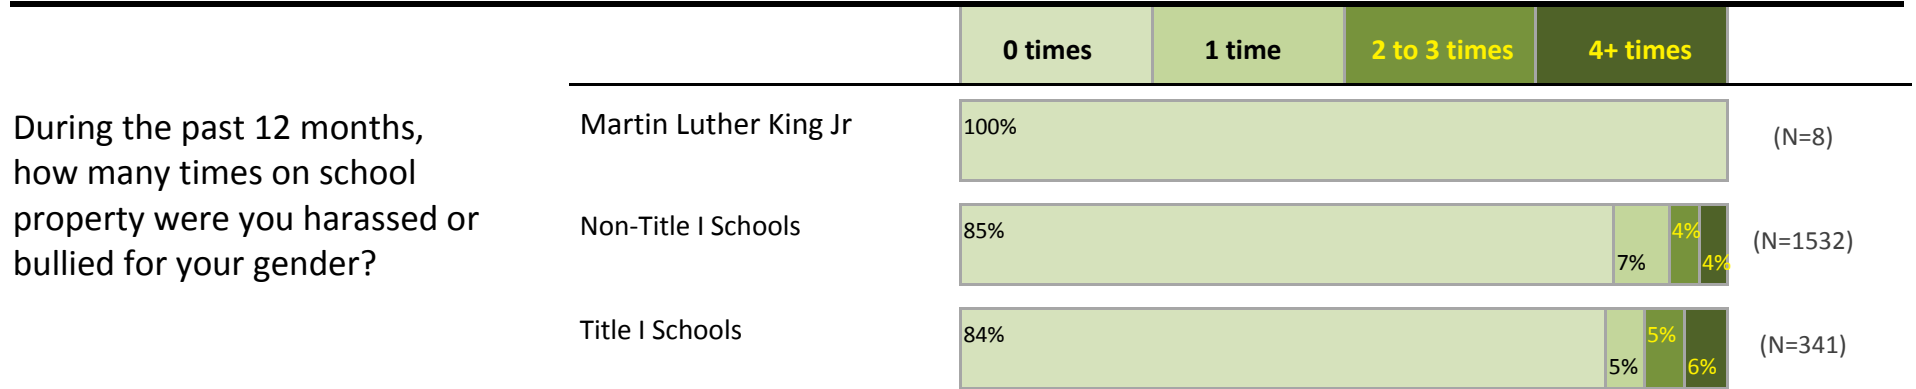 0 times 1 time 2 to 3 times 4+ times
During the past 12 months,
how many times on school
property were you harassed or
bullied for your gender?
Martin Luther King Jr 100% (N=8)
Non-Title I Schools 85% 7% 4% 4% (N=1532)
Title I Schools 84% 5% 5% 6% (N=341)